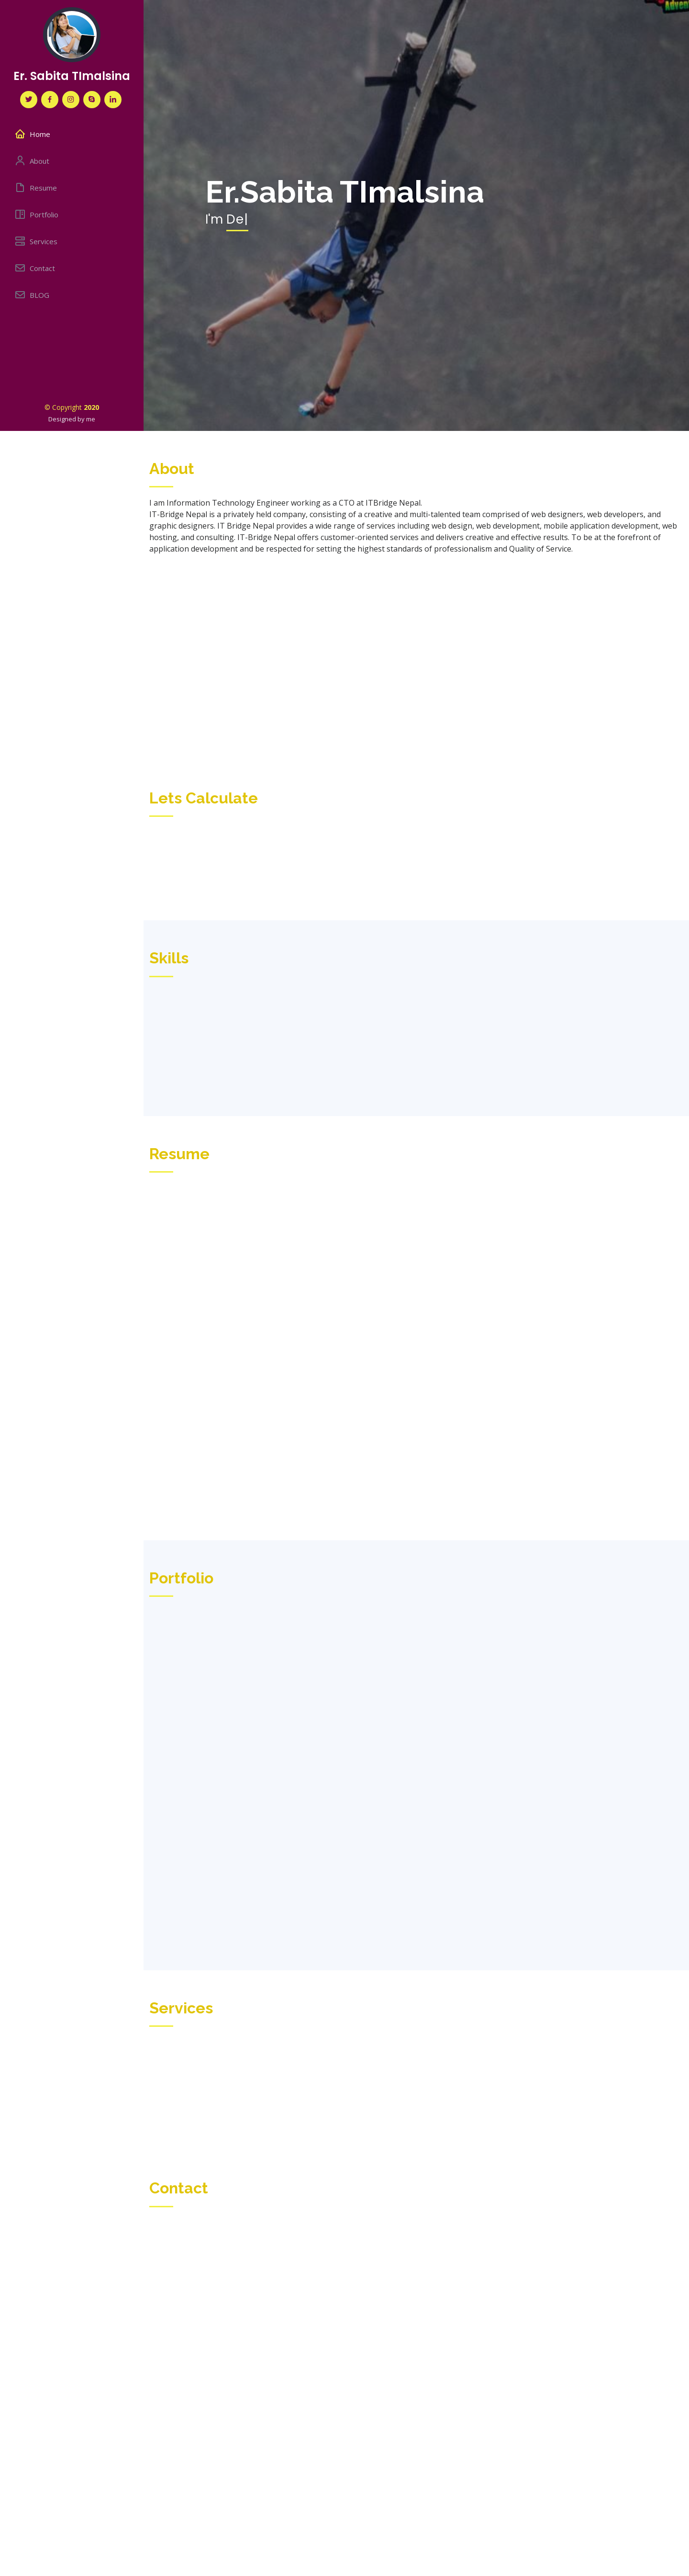 Er. Sabita TImalsina
Home
About
Resume
Portfolio
Services
Contact
BLOG
© Copyright 2020
Designed by me
Er.Sabita TImalsina
I'm De|
About
I am Information Technology Engineer working as a CTO at ITBridge Nepal.
IT-Bridge Nepal is a privately held company, consisting of a creative and multi-talented team comprised of web designers, web developers, and
graphic designers. IT Bridge Nepal provides a wide range of services including web design, web development, mobile application development, web
hosting, and consulting. IT-Bridge Nepal offers customer-oriented services and delivers creative and effective results. To be at the forefront of
application development and be respected for setting the highest standards of professionalism and Quality of Service.
Lets Calculate
Skills
Resume
Portfolio
Services
Contact